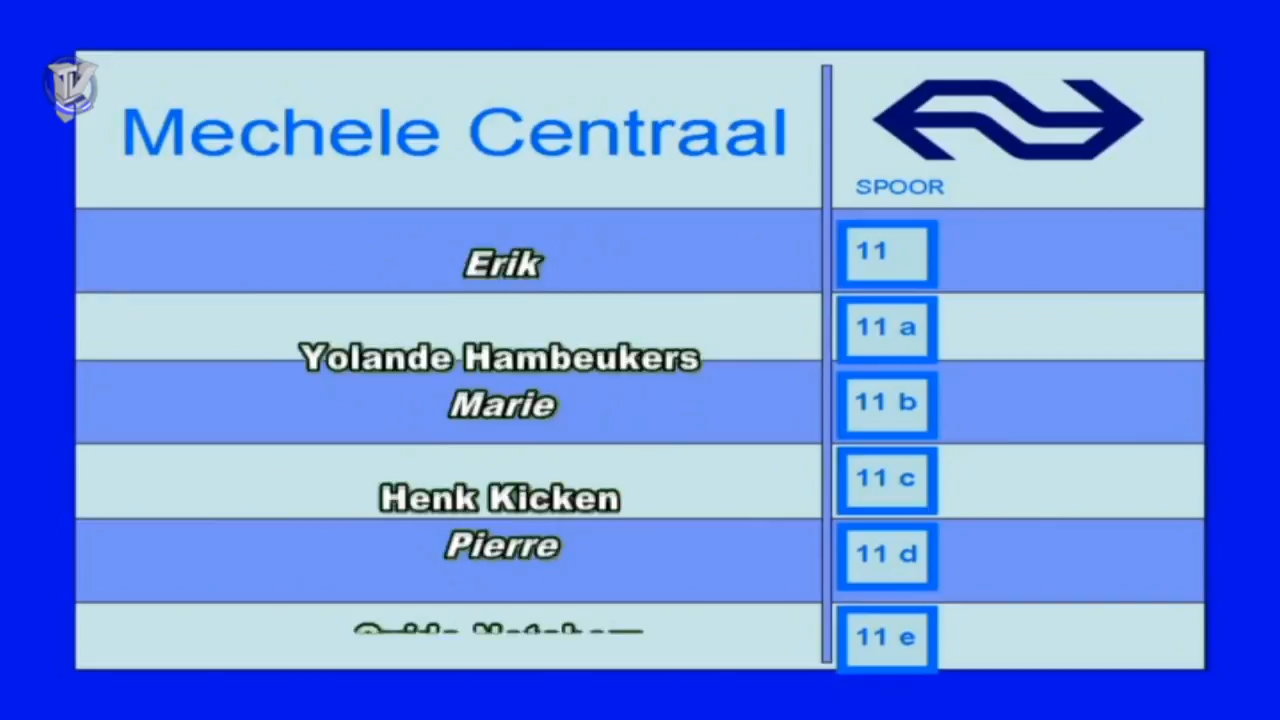 Mechele Centraal
SPOOR
Erik
11
Yolande Hambeukers
11 a
Marie
11 b
Henk Kicken
11 c
Pierre
11 d
11 e